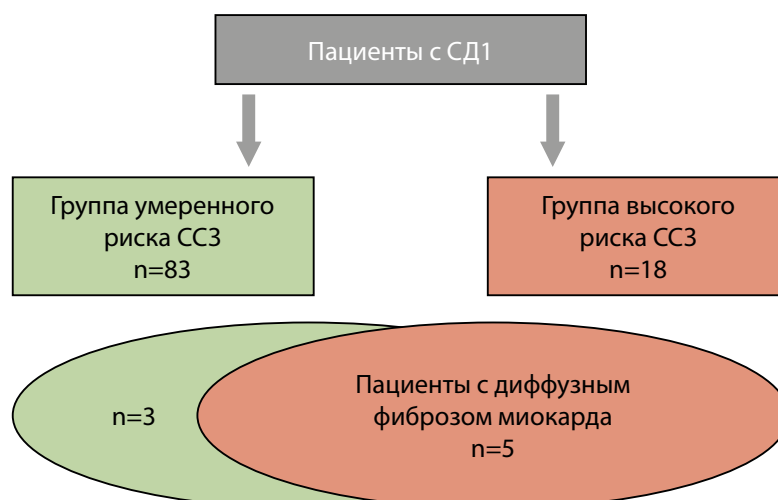 Пациенты с СД1
Группа умеренного
риска ССЗ
n=83
Группа высокого
риска ССЗ
n=18
n=3
Пациенты с диффузным
фиброзом миокарда
n=5